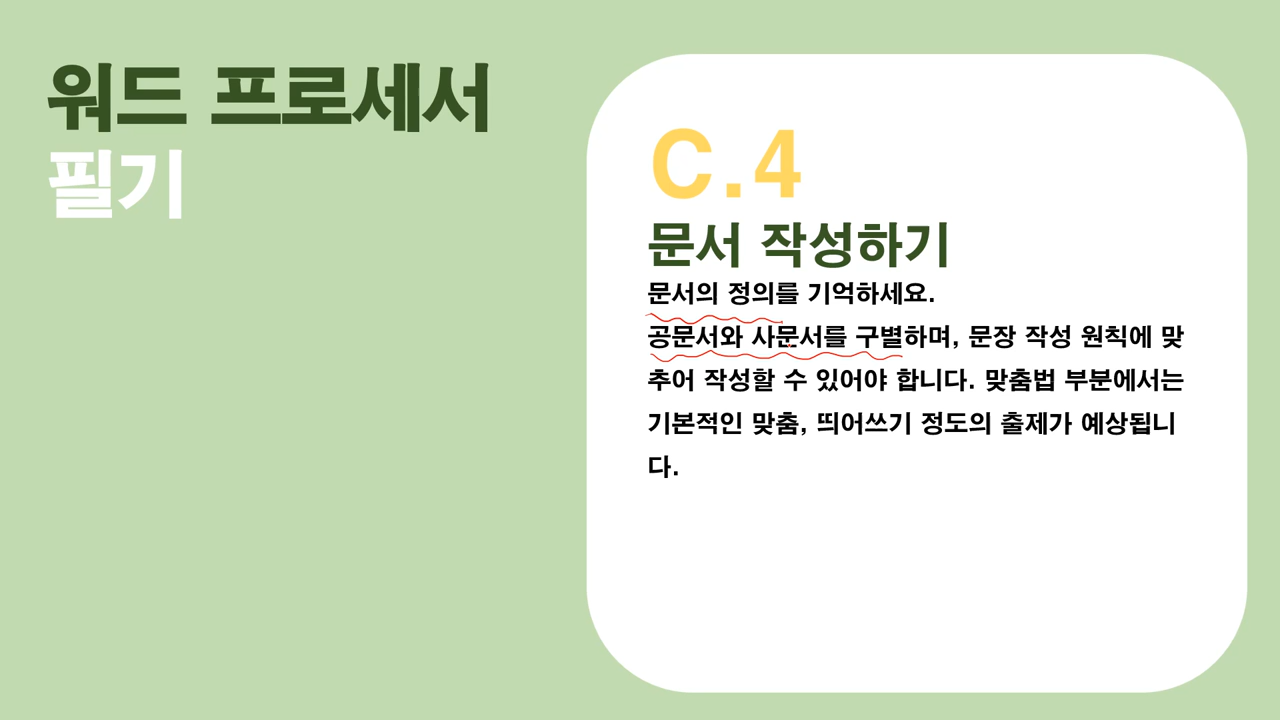 워드 프로세서
필기
C.4
문서 작성하기
문서의 정의를 기억하세요.
공문서와 사문서를 구별하며, 문장 작성 원칙에 맞
추어 작성할 수 있어야 합니다. 맞춤법 부분에서는
기본적인 맞춤, 띄어쓰기 정도의 출제가 예상됩니
다.